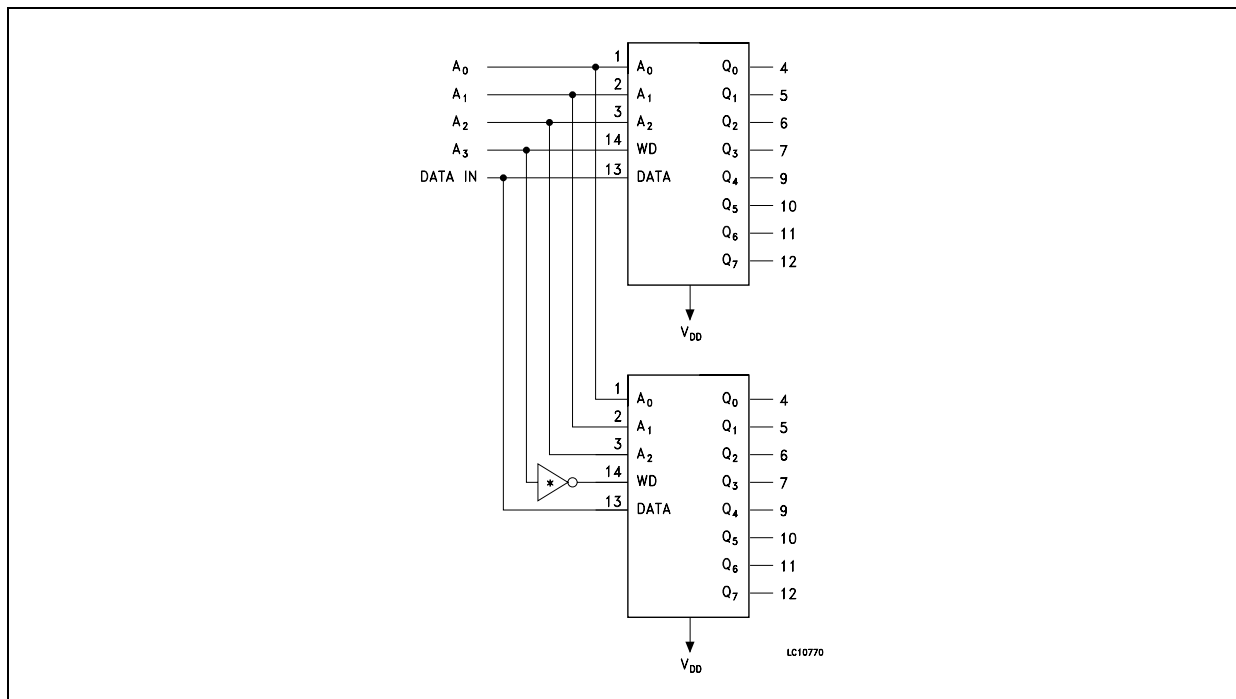 1
A₀ A₀ Q₀ 4
2
A₁ A₁ Q₁ 5
3
A₂ A₂ Q₂ 6
14
A₃ WD Q₃ 7
13
DATA IN DATA Q₄ 9
Q₅ 10
Q₆ 11
Q₇ 12
V_DD
1
A₀ Q₀ 4
2
A₁ Q₁ 5
3
A₂ Q₂ 6
14
* WD Q₃ 7
13
DATA Q₄ 9
Q₅ 10
Q₆ 11
Q₇ 12
V_DD
LC10770